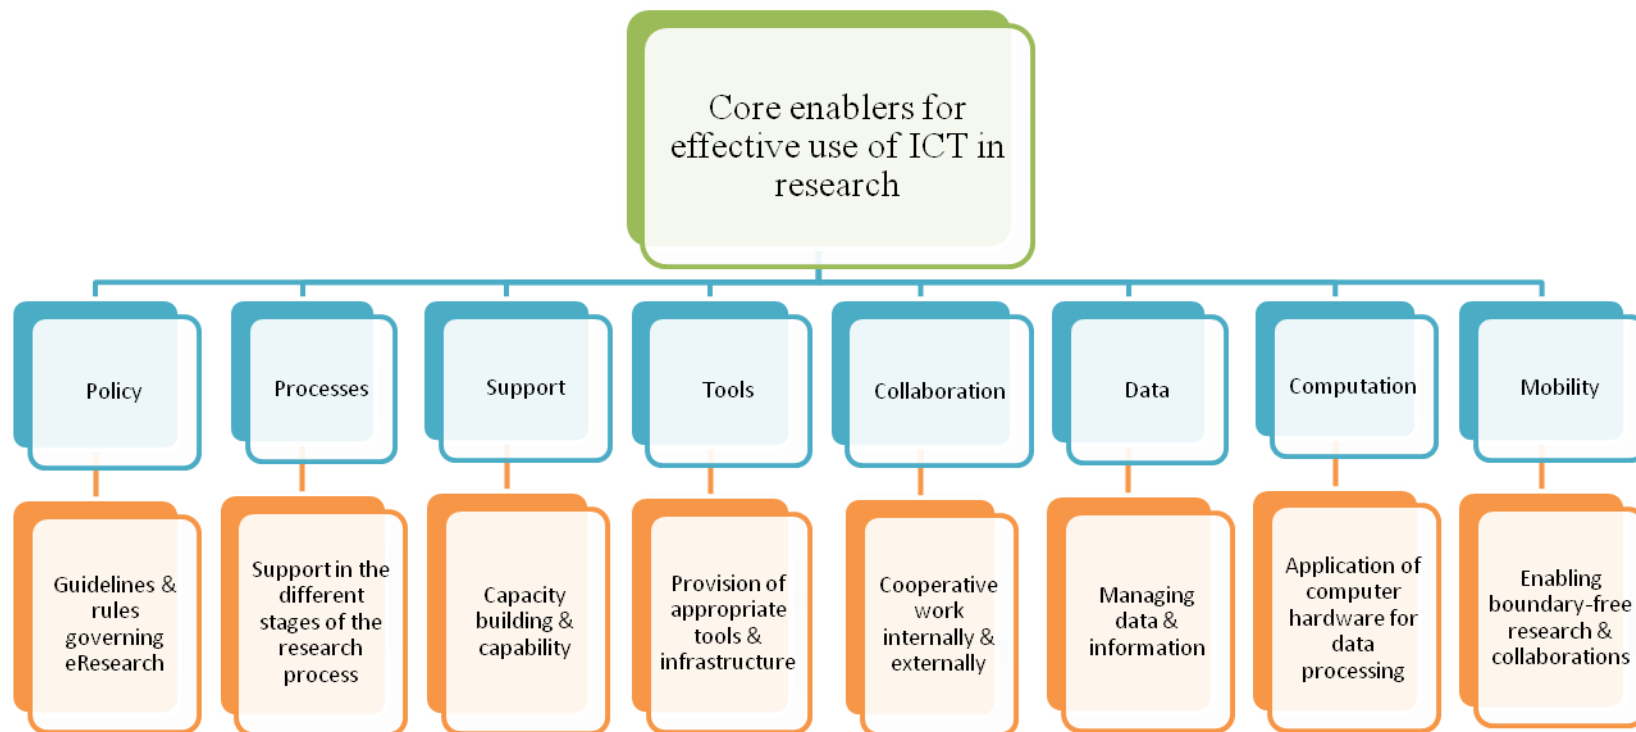 Core enablers for
effective use of ICT in
research
Policy
Processes
Support
Tools
Collaboration
Data
Computation
Mobility
Guidelines &
rules
governing
eResearch
Support in the
different
stages of the
research
process
Capacity
building &
capability
Provision of
appropriate
tools &
infrastructure
Cooperative
work
internally &
externally
Managing
data &
information
Application of
computer
hardware for
data
processing
Enabling
boundary-free
research &
collaborations